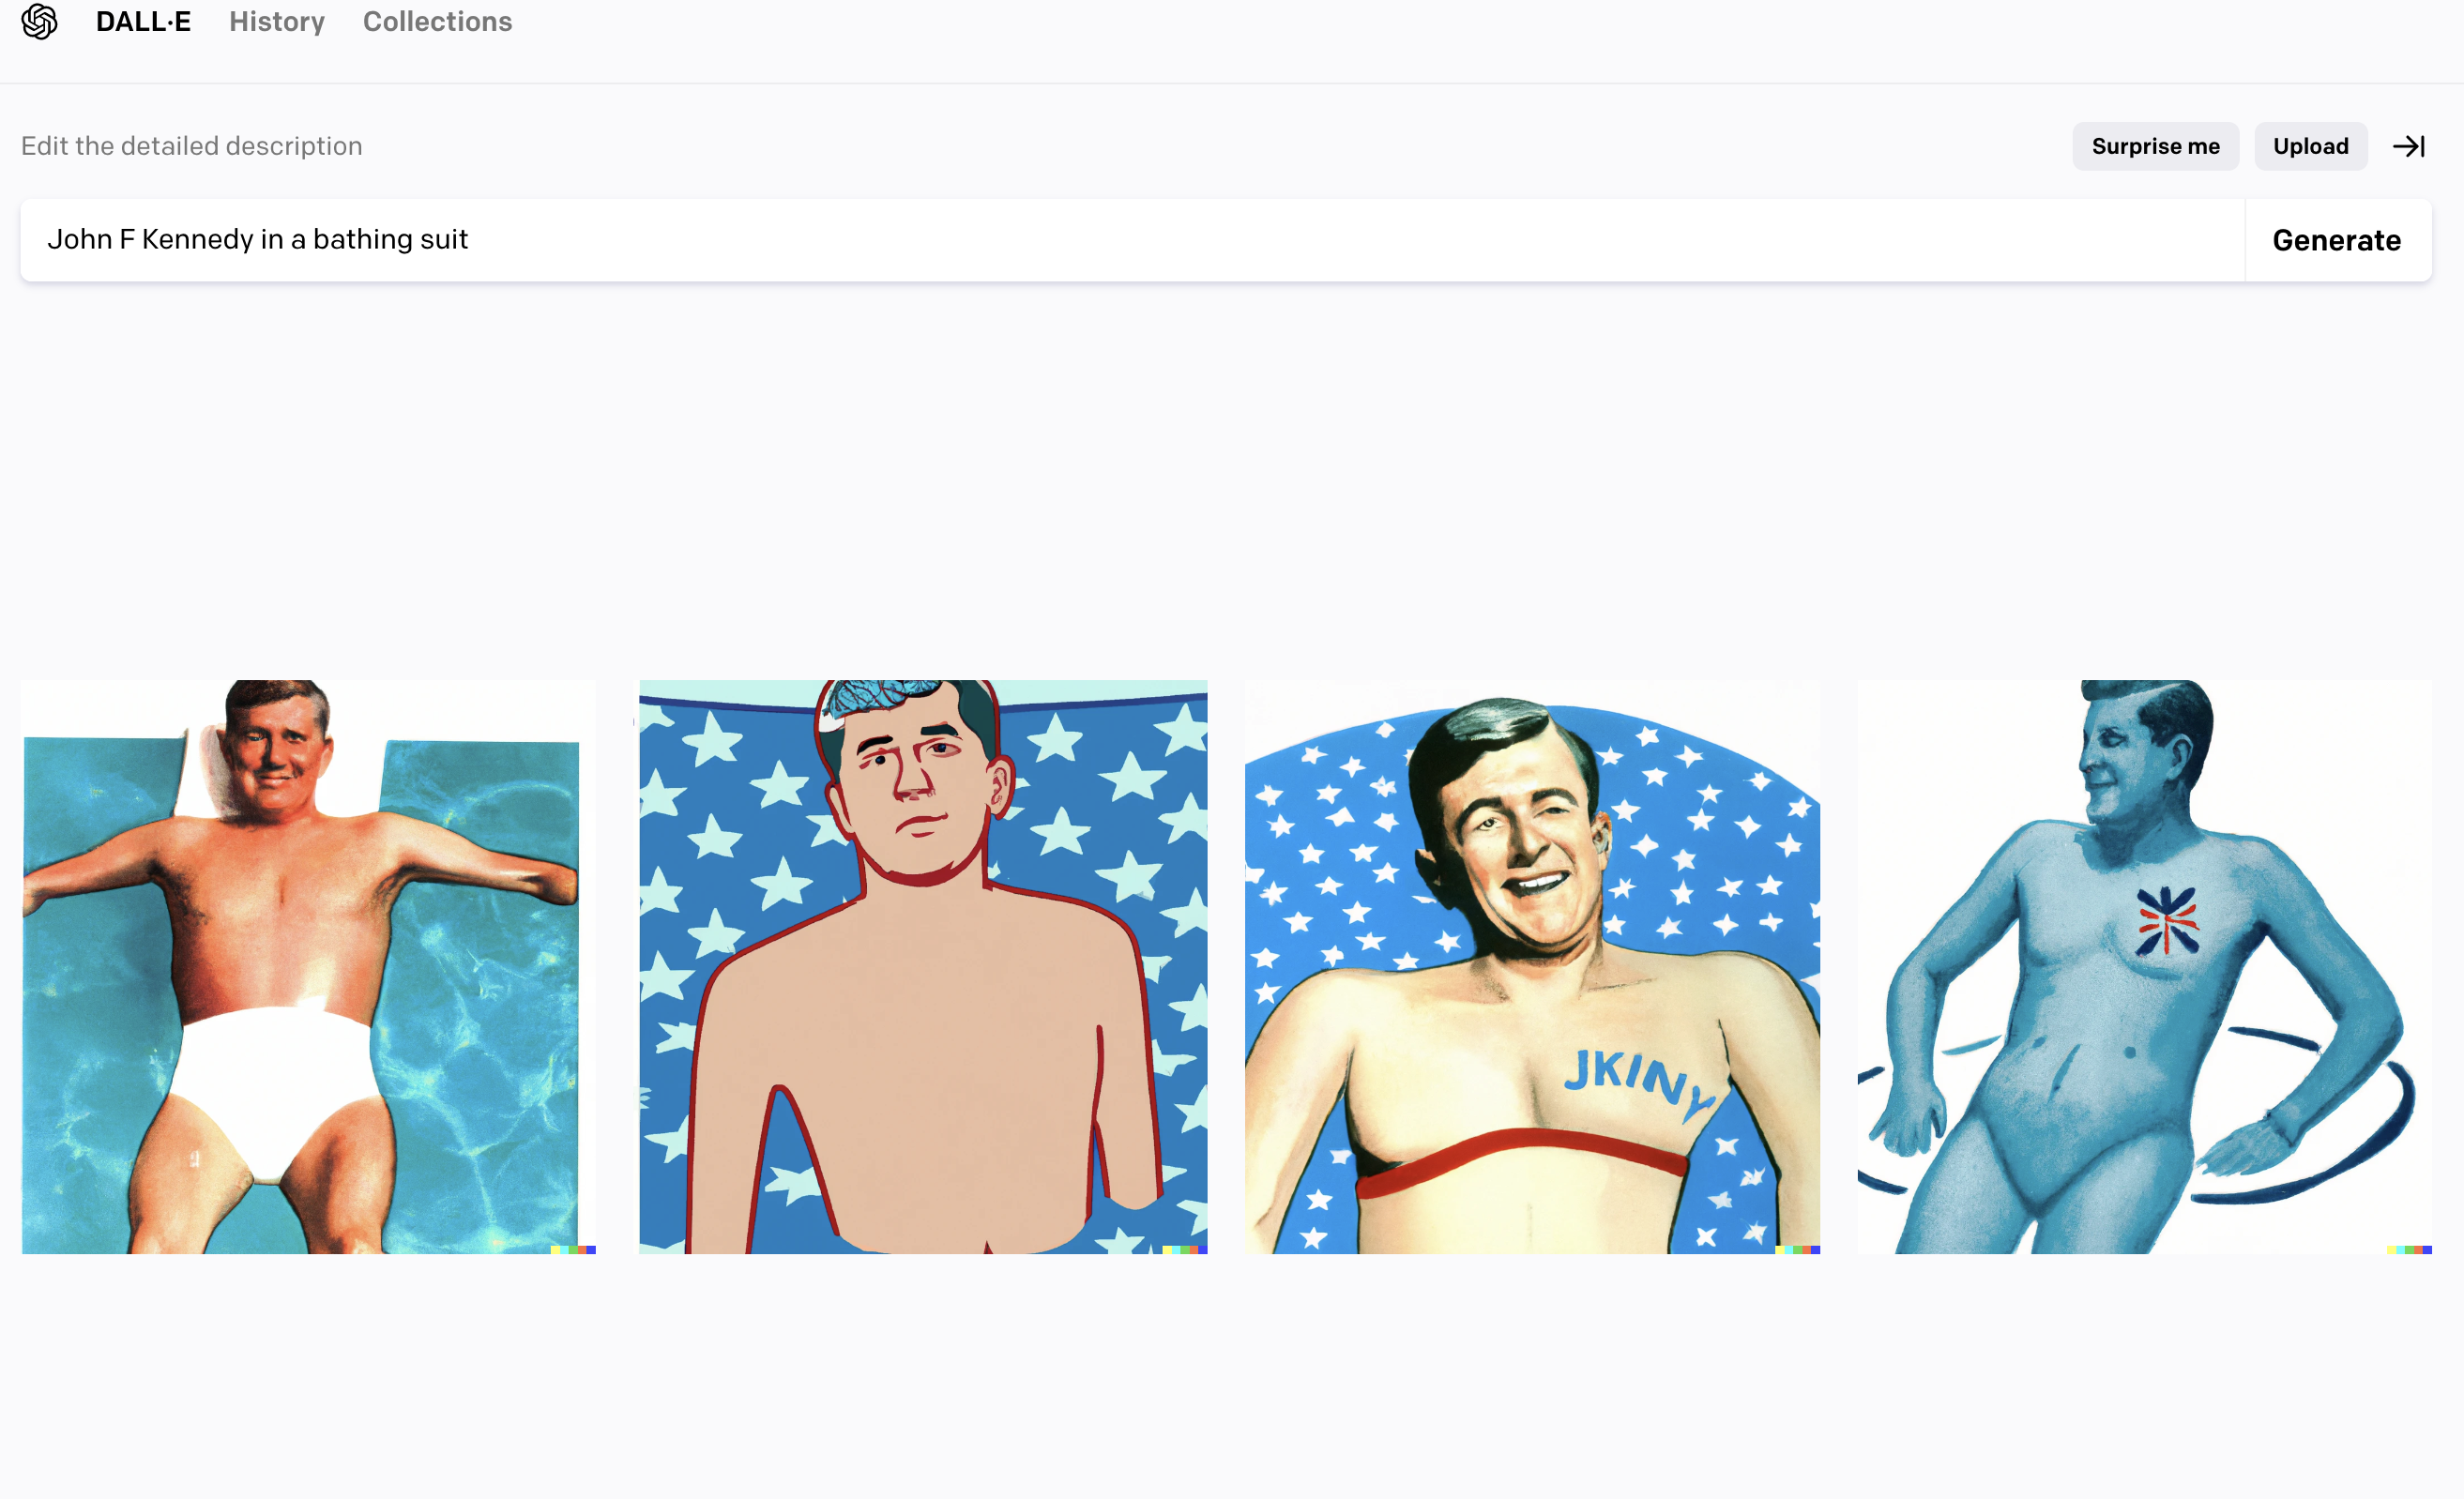 DALL·E History Collections
Edit the detailed description
Surprise me Upload
John F Kennedy in a bathing suit
Generate
JKINY